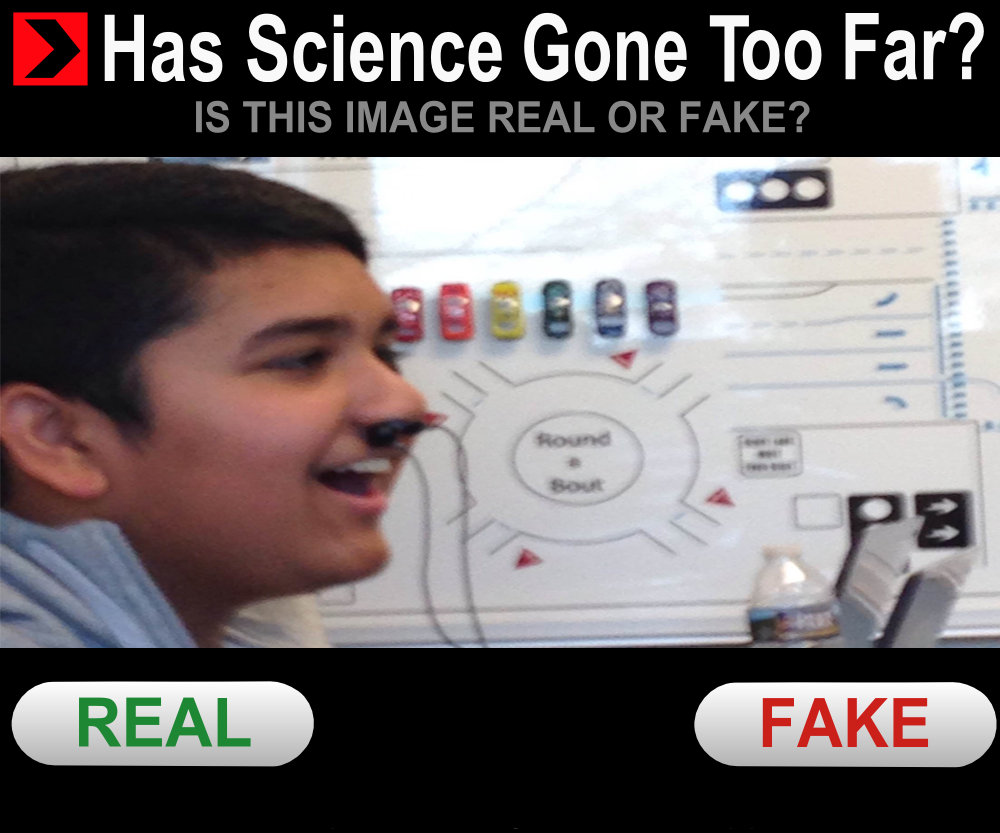 Has Science Gone Too Far?
IS THIS IMAGE REAL OR FAKE?
Round
a
Bout
REAL
FAKE